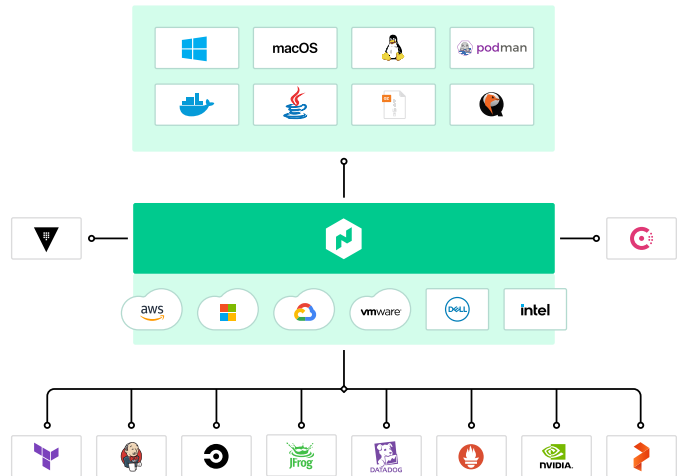 macOS
podman
aws
vmware
DELL
intel
JFrog
DATADOG
NVIDIA.